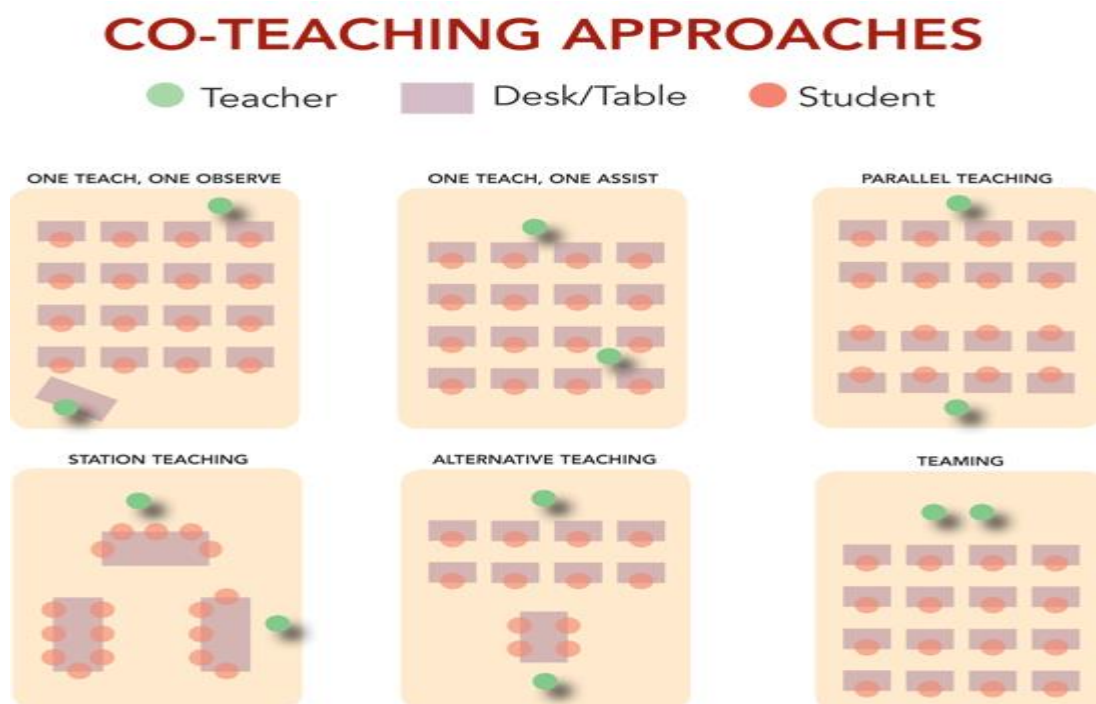 CO-TEACHING APPROACHES
Teacher Desk/Table Student
ONE TEACH, ONE OBSERVE
ONE TEACH, ONE ASSIST
PARALLEL TEACHING
STATION TEACHING
ALTERNATIVE TEACHING
TEAMING